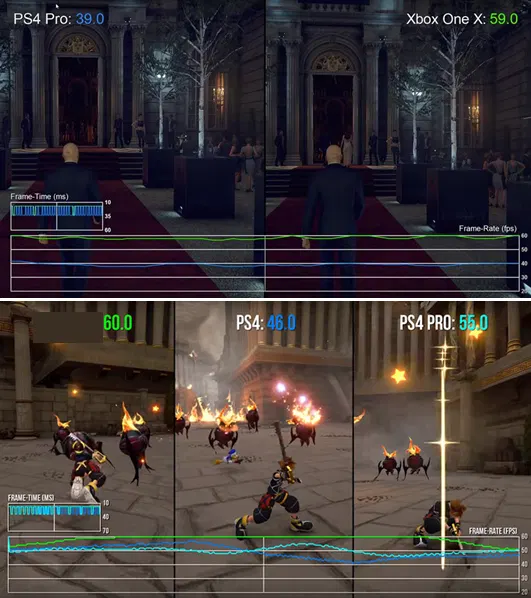 PS4 Pro: 39.0
Xbox One X: 59.0
Frame-Time (ms)
10
35
60
Frame-Rate (fps)
60
50
40
30
20
60.0
PS4: 46.0
PS4 PRO: 55.0
FRAME-TIME (MS)
10
40
70
FRAME-RATE (FPS)
60
50
40
30
20